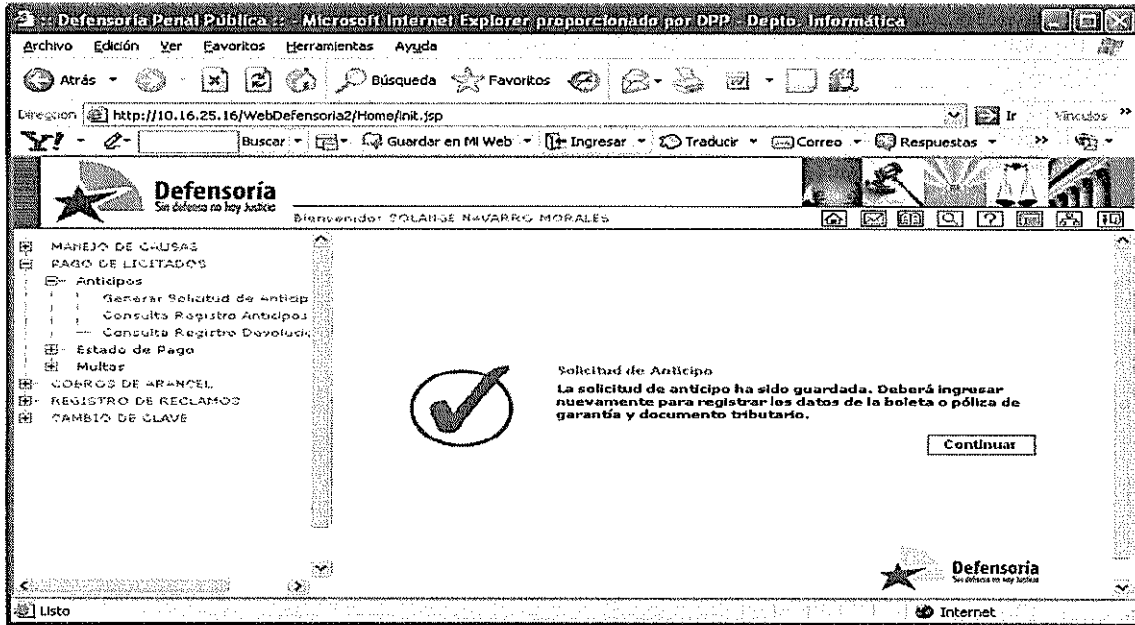 :: Defensoría Penal Pública :: - Microsoft Internet Explorer proporcionado por DPP - Depto. Informática
Archivo Edición Ver Favoritos Herramientas Ayuda
Atrás Búsqueda Favoritos
Dirección http://10.16.25.16/WebDefensoria2/Home/init.jsp Ir Vínculos »
Y! Buscar Guardar en Mi Web Ingresar Traducir Correo Respuestas »
Defensoría
Sin defensa no hay Justicia
Bienvenido: SOLANGE NAVARRO MORALES
MANEJO DE CAUSAS
PAGO DE LICITADOS
Anticipos
Generar Solicitud de Anticip
Consulta Registro Anticipos
Consulta Registro Devolucio
Estado de Pago
Multas
COBROS DE ARANCEL
REGISTRO DE RECLAMOS
CAMBIO DE CLAVE
Solicitud de Anticipo
La solicitud de anticipo ha sido guardada. Deberá ingresar
nuevamente para registrar los datos de la boleta o póliza de
garantía y documento tributario.
Continuar
Defensoría
Sin defensa no hay Justicia
Listo Internet